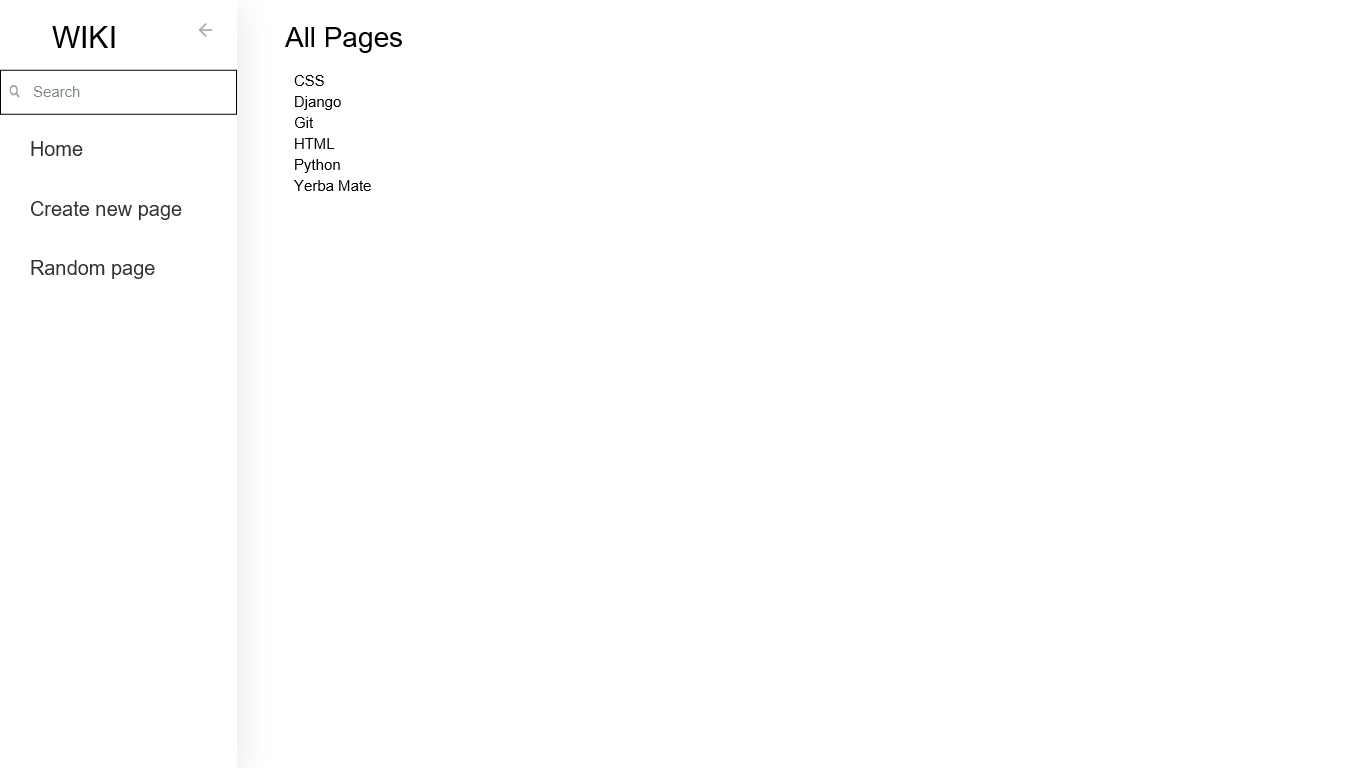 WIKI
Search
Home
Create new page
Random page
All Pages
CSS
Django
Git
HTML
Python
Yerba Mate